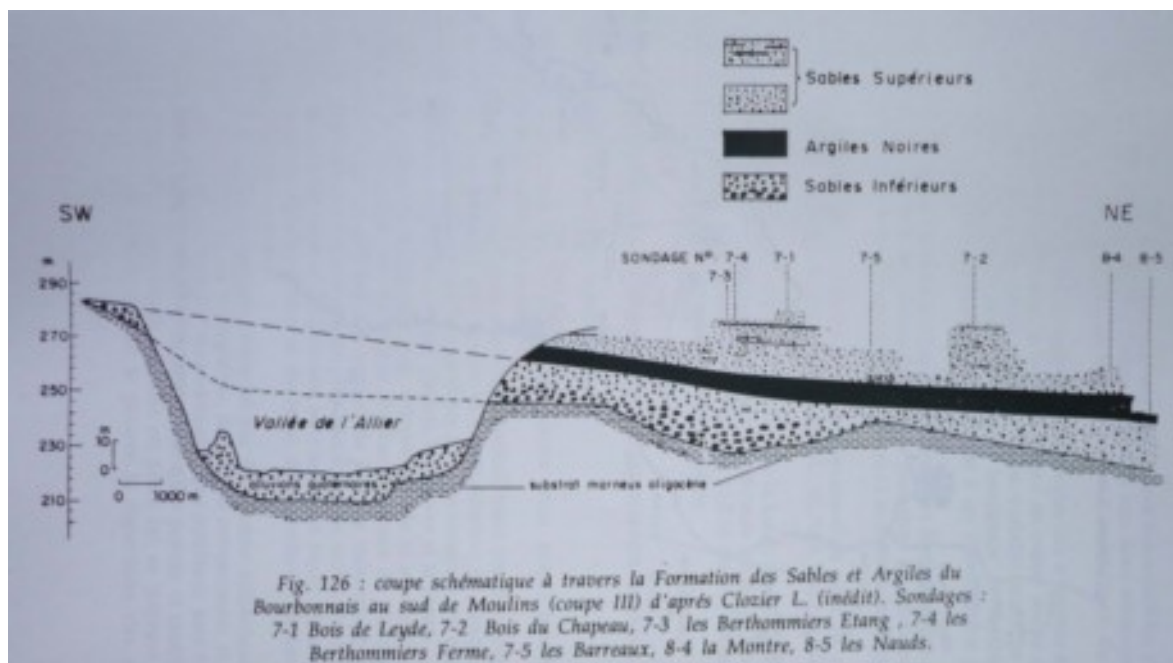 Sables Supérieurs
Argiles Noires
Sables Inférieurs
SW
NE
m
SONDAGE Nº. 7-4 7-1 7-5 7-2 8-4 8-5
7-3
290
270
250
230
210
Vallée de l'Allier
10
0
m
0 1000 m
alluvions quaternaires
substrat marneux oligocène
Fig. 126 : coupe schématique à travers la Formation des Sables et Argiles du
Bourbonnais au sud de Moulins (coupe III) d'aprés Clozier L. (inédit). Sondages :
7-1 Bois de Leyde, 7-2 Bois du Chapeau, 7-3 les Berthommiers Etang , 7-4 les
Berthommiers Ferme, 7-5 les Barreaux, 8-4 la Montre, 8-5 les Nauds.